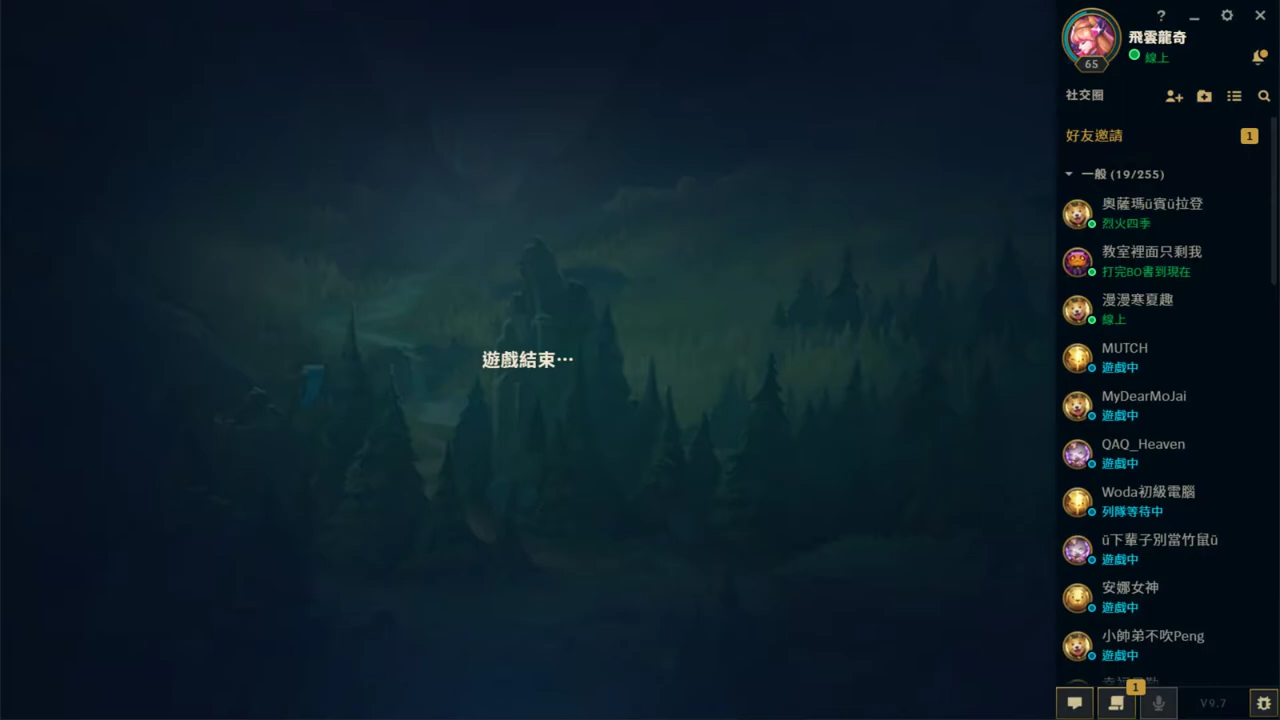 ?
飛雲龍奇
線上
65
社交圈
好友邀請
1
一般 (19/255)
奧薩瑪ü賓ü拉登
烈火四季
教室裡面只剩我
打完BO書到現在
漫漫寒夏趣
線上
MUTCH
遊戲中
遊戲結束…
MyDearMoJai
遊戲中
QAQ_Heaven
遊戲中
Woda初級電腦
列隊等待中
ü下輩子別當竹鼠ü
遊戲中
安娜女神
遊戲中
小帥弟不吹Peng
遊戲中
1
V9.7